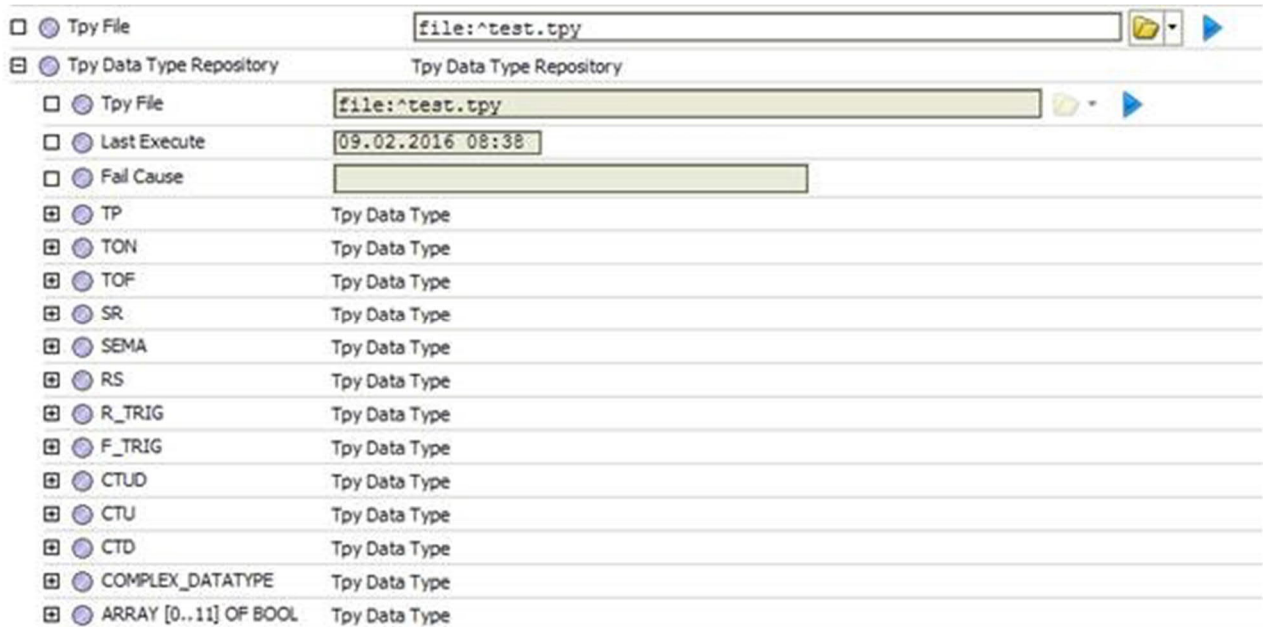 Tpy File file:^test.tpy
Tpy Data Type Repository Tpy Data Type Repository
Tpy File file:^test.tpy
Last Execute 09.02.2016 08:38
Fail Cause
TP Tpy Data Type
TON Tpy Data Type
TOF Tpy Data Type
SR Tpy Data Type
SEMA Tpy Data Type
RS Tpy Data Type
R_TRIG Tpy Data Type
F_TRIG Tpy Data Type
CTUD Tpy Data Type
CTU Tpy Data Type
CTD Tpy Data Type
COMPLEX_DATATYPE Tpy Data Type
ARRAY [0..11] OF BOOL Tpy Data Type